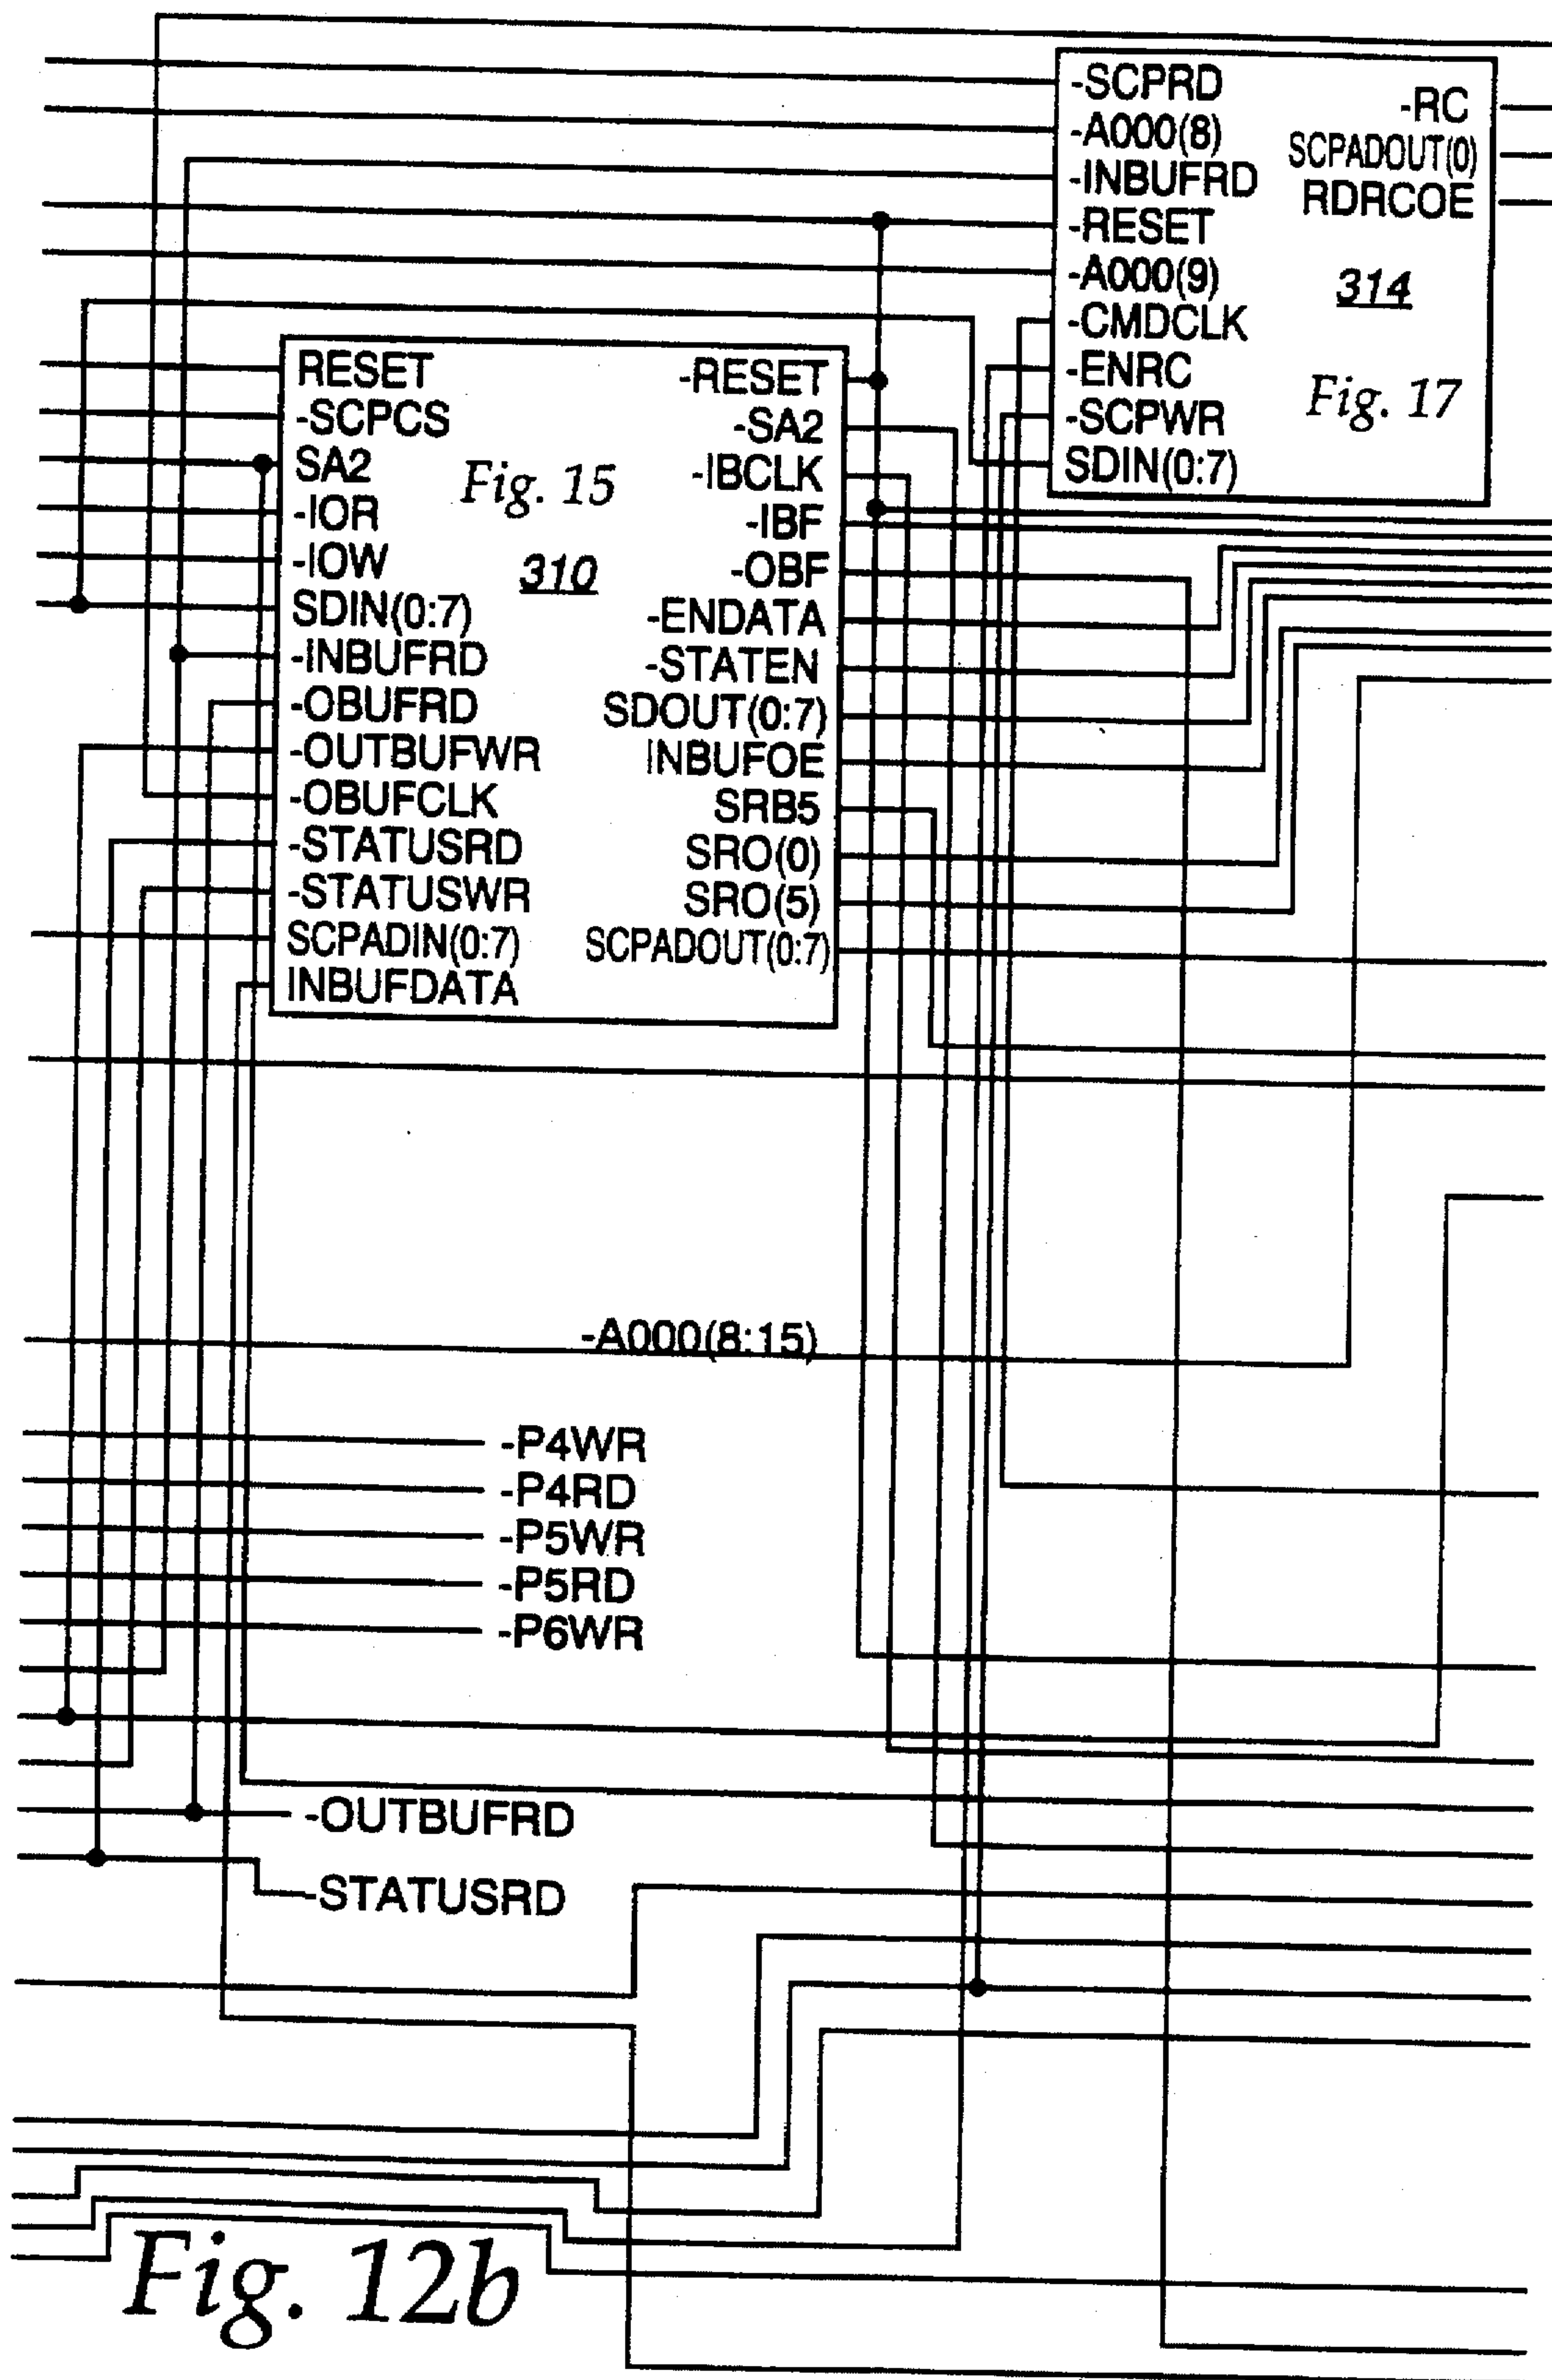 -SCPRD
-A000(8)
-INBUFRD
-RESET
-A000(9)
-CMDCLK
-ENRC
-SCPWR
SDIN(0:7)
-RC
SCPADOUT(0)
RDRCOE
314
Fig. 17
RESET
-SCPCS
SA2
-IOR
-IOW
SDIN(0:7)
-INBUFRD
-OBUFRD
-OUTBUFWR
-OBUFCLK
-STATUSRD
-STATUSWR
SCPADIN(0:7)
INBUFDATA
Fig. 15
310
-RESET
-SA2
-IBCLK
-IBF
-OBF
-ENDATA
-STATEN
SDOUT(0:7)
INBUFOE
SRB5
SRO(0)
SRO(5)
SCPADOUT(0:7)
-A000(8:15)
-P4WR
-P4RD
-P5WR
-P5RD
-P6WR
-OUTBUFRD
-STATUSRD
Fig. 12b